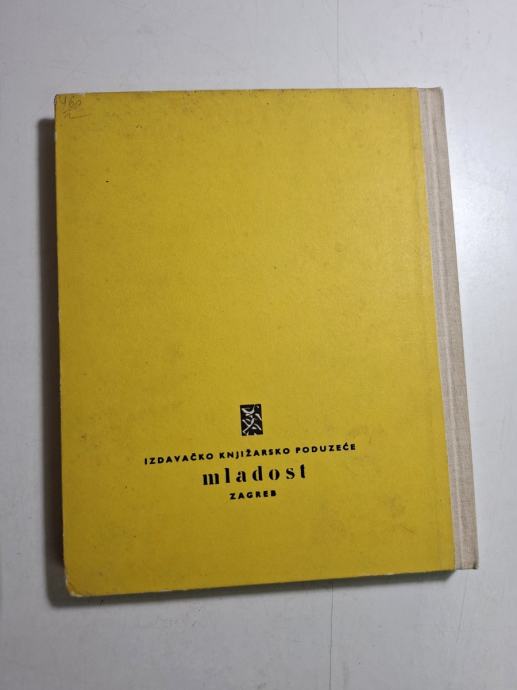 IZDAVAČKO KNJIŽARSKO PODUZEĆE
mladost
ZAGREB